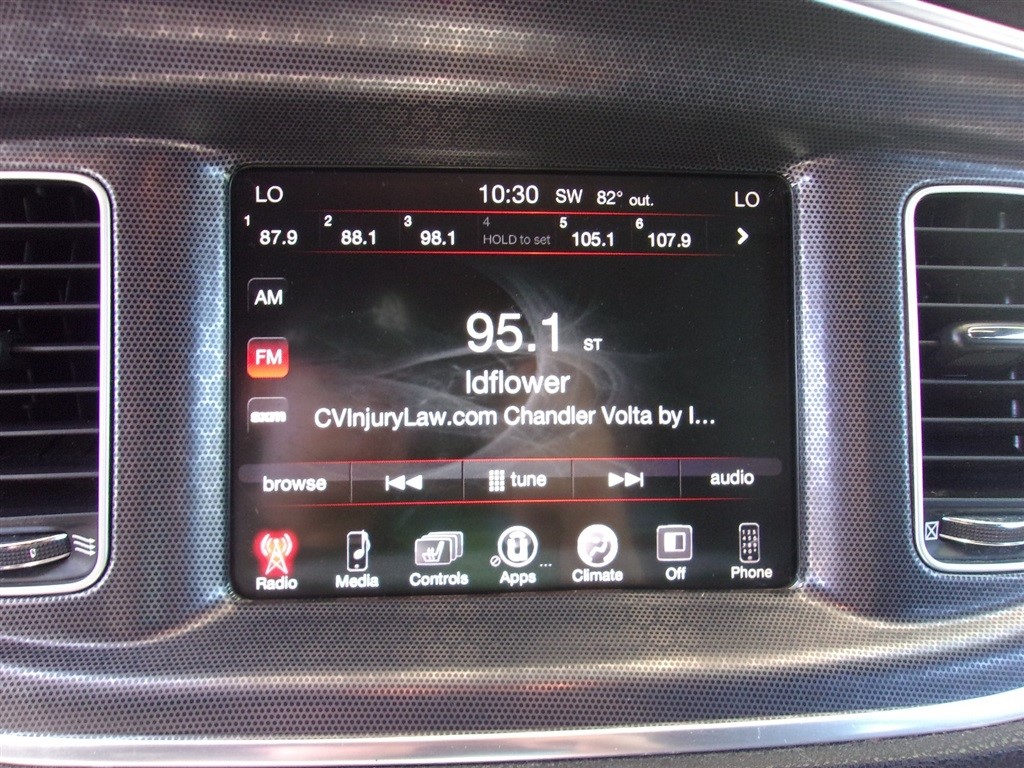 LO 10:30 SW 82° out. LO
1 87.9 2 88.1 3 98.1 4 HOLD to set 5 105.1 6 107.9
AM
95.1 ST
FM
ldflower
sxm CVInjuryLaw.com Chandler Volta by I...
browse tune audio
Radio Media Controls Apps ... Climate Off Phone